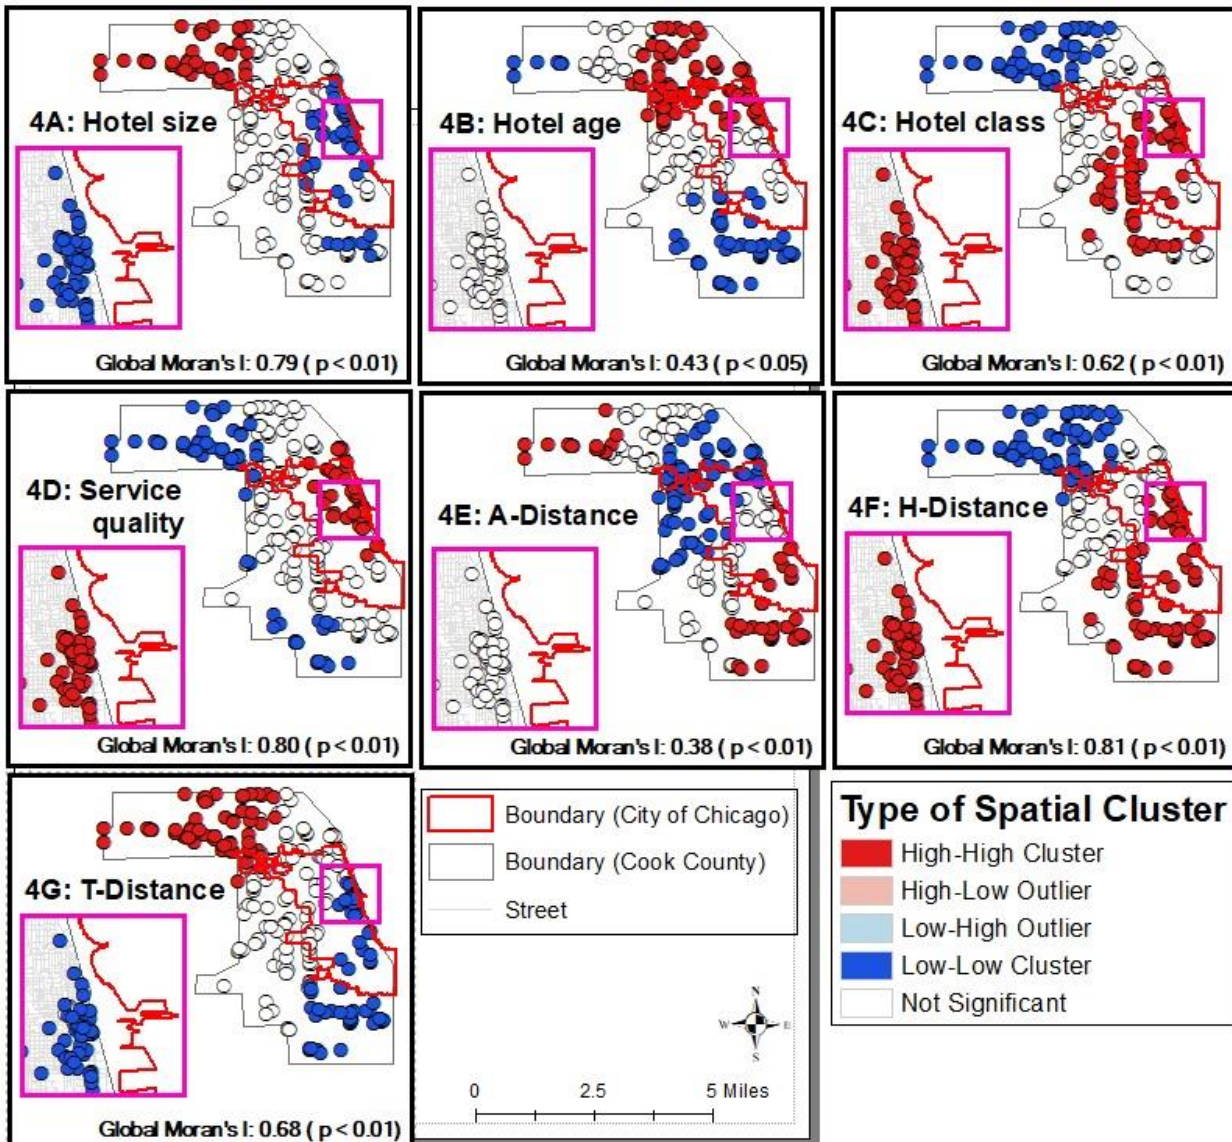 4A: Hotel size
Global Moran's I: 0.79 ( p < 0.01)
4B: Hotel age
Global Moran's I: 0.43 ( p < 0.05)
4C: Hotel class
Global Moran's I: 0.62 ( p < 0.01)
4D: Service
quality
Global Moran's I: 0.80 ( p < 0.01)
4E: A-Distance
Global Moran's I: 0.38 ( p < 0.01)
4F: H-Distance
Global Moran's I: 0.81 ( p < 0.01)
4G: T-Distance
Global Moran's I: 0.68 ( p < 0.01)
Boundary (City of Chicago)
Boundary (Cook County)
Street
N
W E
S
0 2.5 5 Miles
Type of Spatial Cluster
High-High Cluster
High-Low Outlier
Low-High Outlier
Low-Low Cluster
Not Significant